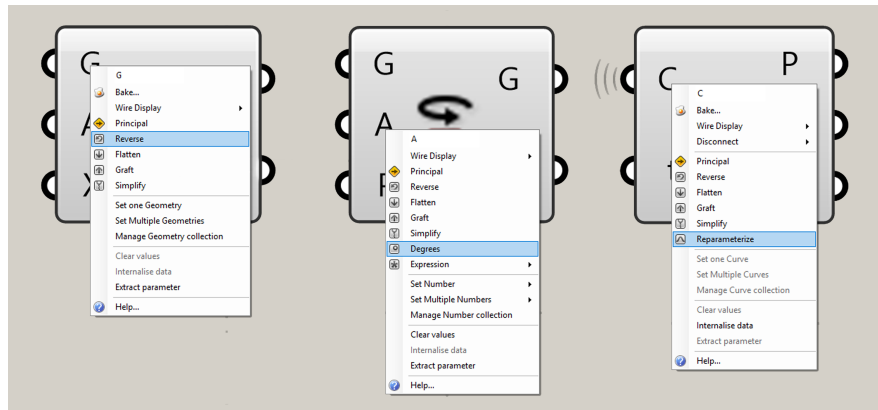 G
A
X
G
Bake...
Wire Display
Principal
Reverse
Flatten
Graft
Simplify
Set one Geometry
Set Multiple Geometries
Manage Geometry collection
Clear values
Internalise data
Extract parameter
Help...
G
A
P
G
A
Wire Display
Principal
Reverse
Flatten
Graft
Simplify
Degrees
Expression
Set Number
Set Multiple Numbers
Manage Number collection
Clear values
Internalise data
Extract parameter
Help...
C
t
P
C
Bake...
Wire Display
Disconnect
Principal
Reverse
Flatten
Graft
Simplify
Reparameterize
Set one Curve
Set Multiple Curves
Manage Curve collection
Clear values
Internalise data
Extract parameter
Help...